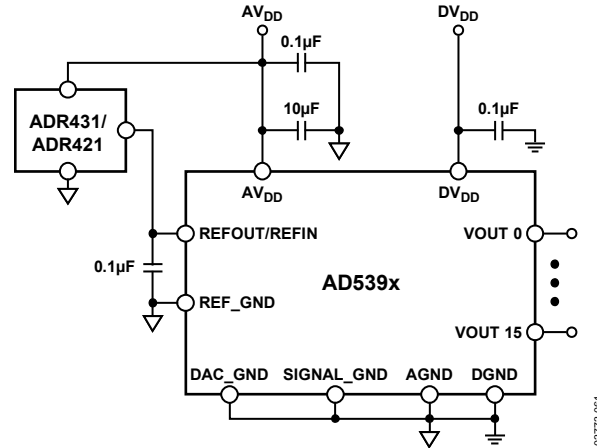 AVDD
DVDD
0.1µF
10µF
0.1µF
ADR431/
ADR421
AVDD
DVDD
REFOUT/REFIN
VOUT 0
0.1µF
AD539x
REF_GND
VOUT 15
DAC_GND
SIGNAL_GND
AGND
DGND